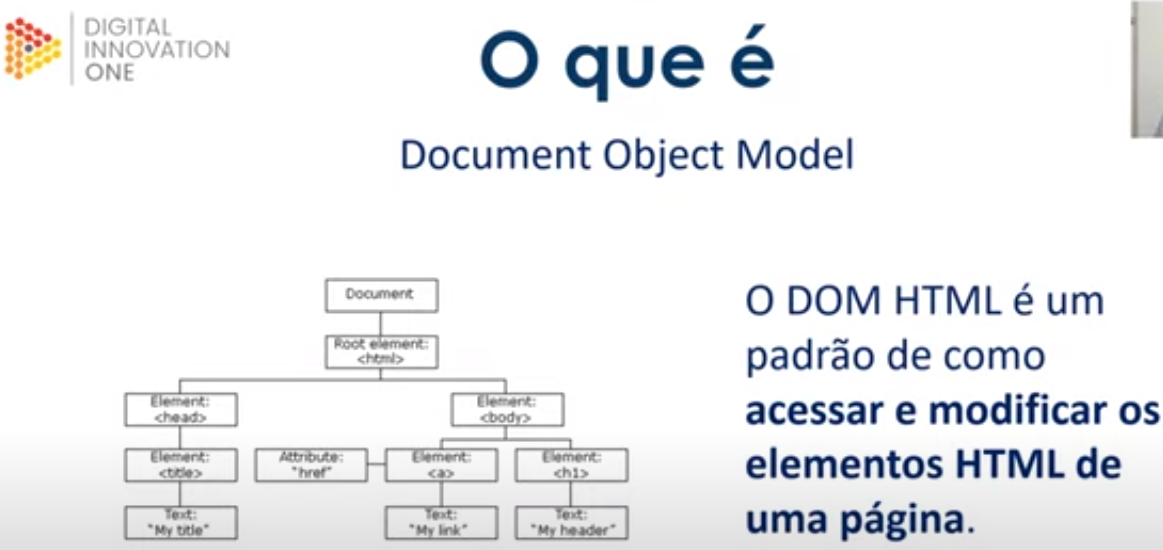 DIGITAL
INNOVATION
ONE
O que é
Document Object Model
Document
Root element:
<html>
Element:
<head>
Element:
<body>
Element:
<title>
Attribute:
"href"
Element:
<a>
Element:
<h1>
Text:
"My title"
Text:
"My link"
Text:
"My header"
O DOM HTML é um
padrão de como
acessar e modificar os
elementos HTML de
uma página.